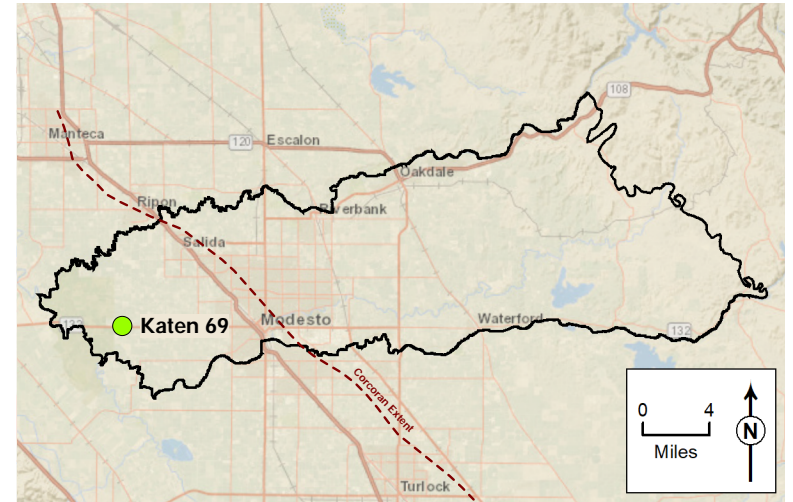 108
Manteca
120
Escalon
Oakdale
Ripon
Riverbank
Salida
132
Katen 69
Modesto
Waterford
132
Corcoran Extent
0 4
Miles
N
Turlock